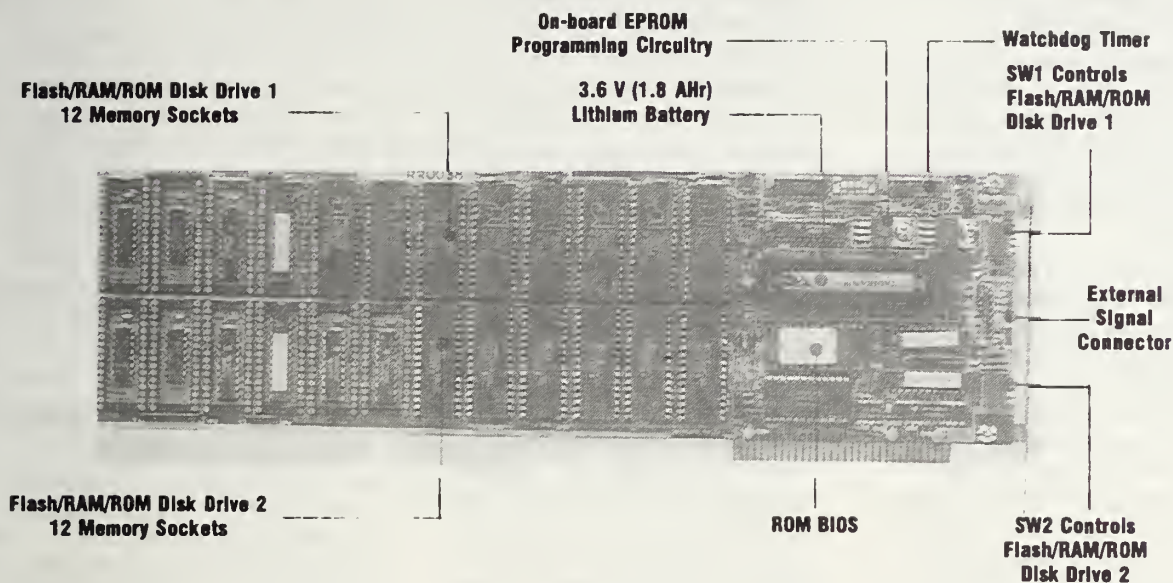 On-board EPROM
Programming Circuitry
Watchdog Timer
Flash/RAM/ROM Disk Drive 1
12 Memory Sockets
3.6 V (1.8 AHr)
Lithium Battery
SW1 Controls
Flash/RAM/ROM
Disk Drive 1
External
Signal
Connector
Flash/RAM/ROM Disk Drive 2
12 Memory Sockets
ROM BIOS
SW2 Controls
Flash/RAM/ROM
Disk Drive 2